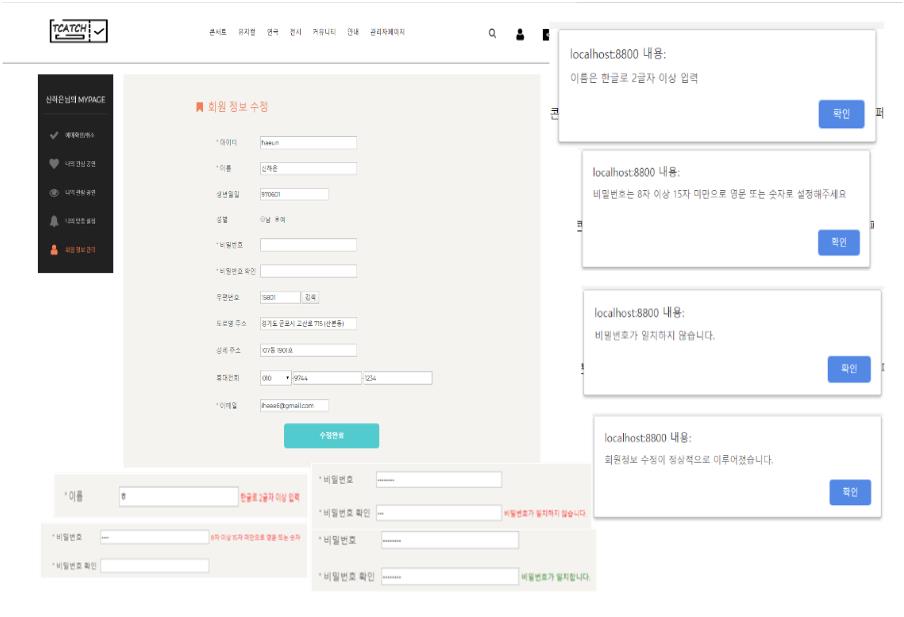 TCATCH
콘서트 뮤지컬 연극 전시 커뮤니티 안내 관리자페이지
신하은님의 MYPAGE
예매확인/취소
나의 관심 공연
나의 관람 공연
나의 알림 설정
회원 정보 관리
회원 정보 수정
* 아이디 haeun
* 이름 신하은
생년월일 970601
성별 남 여
* 비밀번호
* 비밀번호 확인
우편번호 15801 검색
도로명 주소 경기도 군포시 고산로 715 (산본동)
상세 주소 107동 1901호
휴대전화 010 -9744 -1234
* 이메일
수정완료
* 이름 ㅎ 한글로 2글자 이상 입력
* 비밀번호 8자 이상 15자 미만으로 영문 또는 숫자
* 비밀번호 확인
* 비밀번호
* 비밀번호 확인 비밀번호가 일치하지 않습니다.
* 비밀번호
* 비밀번호 확인 비밀번호가 일치합니다.
localhost:8800 내용:
이름은 한글로 2글자 이상 입력
확인
콘
퍼
localhost:8800 내용:
비밀번호는 8자 이상 15자 미만으로 영문 또는 숫자로 설정해주세요
확인
localhost:8800 내용:
비밀번호가 일치하지 않습니다.
확인
localhost:8800 내용:
회원정보 수정이 정상적으로 이루어졌습니다.
확인